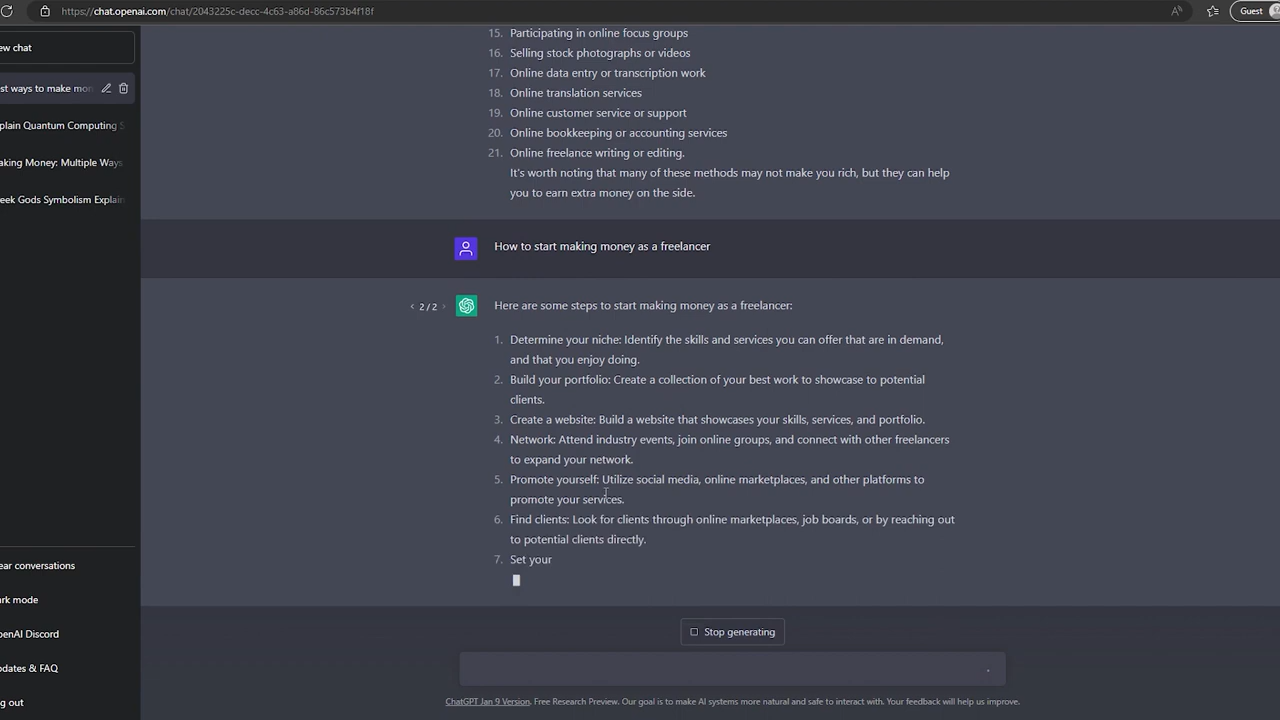 https://chat.openai.com/chat/2043225c-decc-4c63-a86d-86c573b4f18f
Guest
ew chat
st ways to make mon
plain Quantum Computing S
aking Money: Multiple Ways
eek Gods Symbolism Explain
ear conversations
rk mode
penAI Discord
pdates & FAQ
g out
15. Participating in online focus groups
16. Selling stock photographs or videos
17. Online data entry or transcription work
18. Online translation services
19. Online customer service or support
20. Online bookkeeping or accounting services
21. Online freelance writing or editing.
It's worth noting that many of these methods may not make you rich, but they can help
you to earn extra money on the side.
How to start making money as a freelancer
< 2 / 2 >
Here are some steps to start making money as a freelancer:
1. Determine your niche: Identify the skills and services you can offer that are in demand,
and that you enjoy doing.
2. Build your portfolio: Create a collection of your best work to showcase to potential
clients.
3. Create a website: Build a website that showcases your skills, services, and portfolio.
4. Network: Attend industry events, join online groups, and connect with other freelancers
to expand your network.
5. Promote yourself: Utilize social media, online marketplaces, and other platforms to
promote your services.
6. Find clients: Look for clients through online marketplaces, job boards, or by reaching out
to potential clients directly.
7. Set your
Stop generating
ChatGPT Jan 9 Version. Free Research Preview. Our goal is to make AI systems more natural and safe to interact with. Your feedback will help us improve.